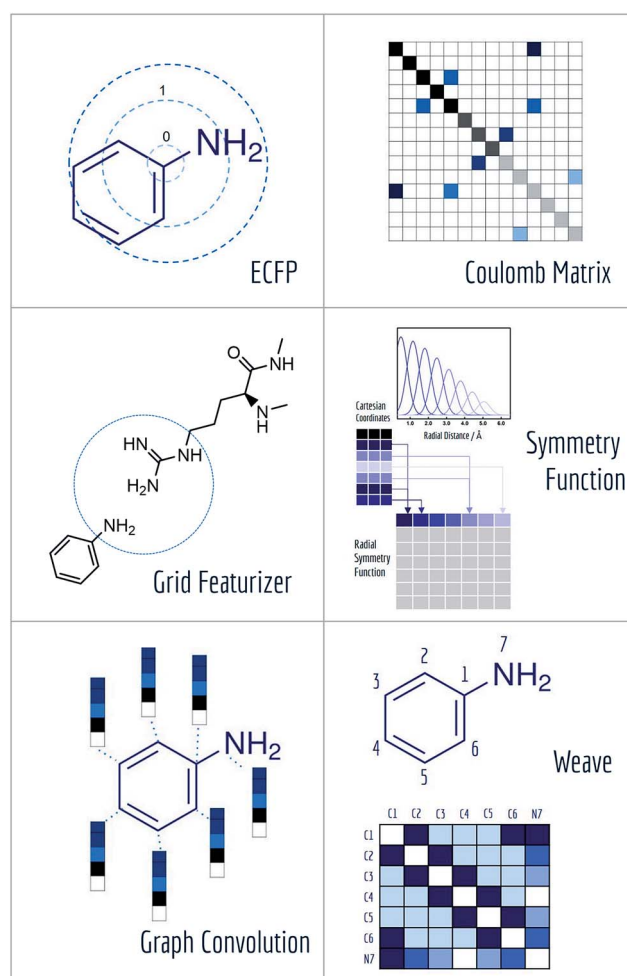 1
0
NH2
ECFP
Coulomb Matrix
O
NH
HN
NH
HN
H2N
NH2
Grid Featurizer
Cartesian
Coordinates
1.0 2.0 3.0 4.0 5.0 6.0
Radial Distance / Å
Symmetry
Function
Radial
Symmetry
Function
NH2
Graph Convolution
7
2
1
NH2
3
4
6
5
Weave
C1 C2 C3 C4 C5 C6 N7
C1
C2
C3
C4
C5
C6
N7